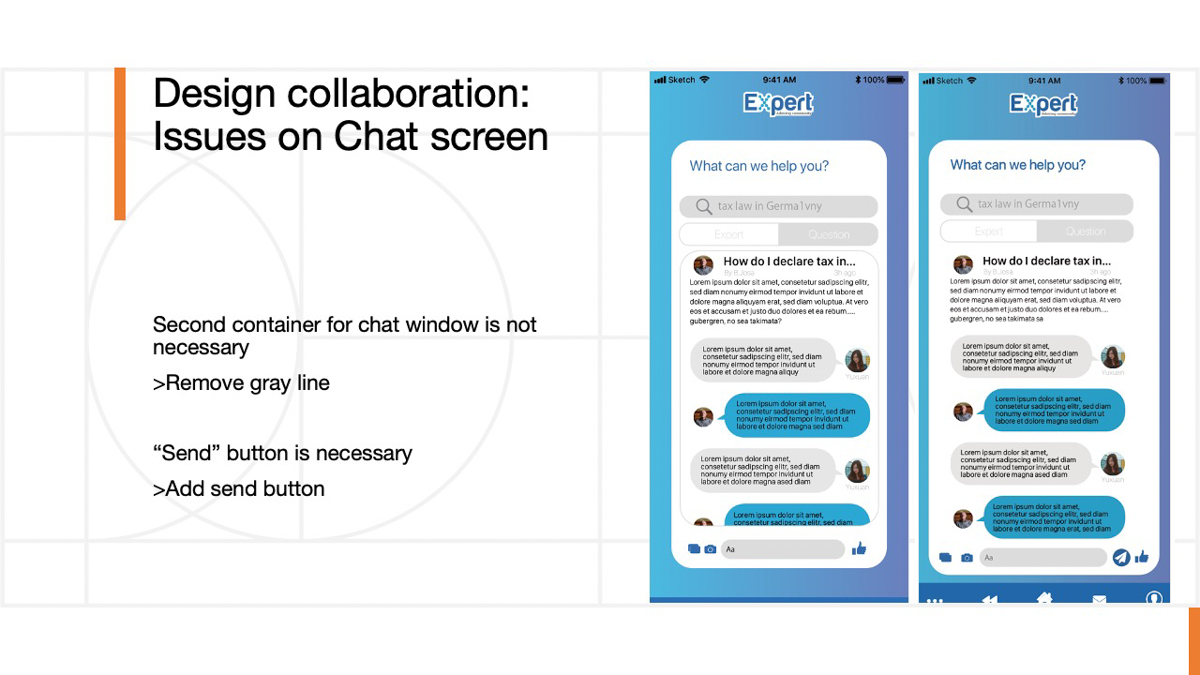 Design collaboration:
Issues on Chat screen
Second container for chat window is not
necessary
>Remove gray line
“Send” button is necessary
>Add send button
Sketch
9:41 AM
100%
Expert
What can we help you?
tax law in Germa1vny
Expert
Question
How do I declare tax in...
By B.Josa
3h ago
Lorem ipsum dolor sit amet, consetetur sadipscing elitr,
sed diam nonumy eirmod tempor invidunt ut labore et
dolore magna aliquyam erat, sed diam voluptua. At vero
eos et accusam et justo duo dolores et ea rebum....
gubergren, no sea takimata?
Lorem ipsum dolor sit amet,
consetetur sadipscing elitr, sed diam
nonumy eirmod tempor invidunt ut
labore et dolore magna aliquy
Yuxuan
Lorem ipsum dolor sit amet,
consetetur sadipscing elitr, sed diam
nonumy eirmod tempor invidunt ut
labore et dolore magna sed diam
Lorem ipsum dolor sit amet,
consetetur sadipscing elitr, sed diam
nonumy eirmod tempor invidunt ut
labore et dolore magna ased diam
Yuxuan
Lorem ipsum dolor sit amet,
consetetur sadipscing elitr, sed diam
Aa
Sketch
9:41 AM
100%
Expert
What can we help you?
tax law in Germa1vny
Expert
Question
How do I declare tax in...
By B.Josa
3h ago
Lorem ipsum dolor sit amet, consetetur sadipscing elitr,
sed diam nonumy eirmod tempor invidunt ut labore et
dolore magna aliquyam erat, sed diam voluptua. At vero
eos et accusam et justo duo dolores et ea rebum....
gubergren, no sea takimata sa
Lorem ipsum dolor sit amet,
consetetur sadipscing elitr, sed diam
nonumy eirmod tempor invidunt ut
labore et dolore magna aliquy
Yuxuan
Lorem ipsum dolor sit amet,
consetetur sadipscing elitr, sed diam
nonumy eirmod tempor invidunt ut
labore et dolore magna sed diam
Lorem ipsum dolor sit amet,
consetetur sadipscing elitr, sed diam
nonumy eirmod tempor invidunt ut
labore et dolore magna ased diam
Yuxuan
Lorem ipsum dolor sit amet,
consetetur sadipscing elitr, sed diam
nonumy eirmod tempor invidunt ut
labore et dolore magna erat, sed diam
Aa